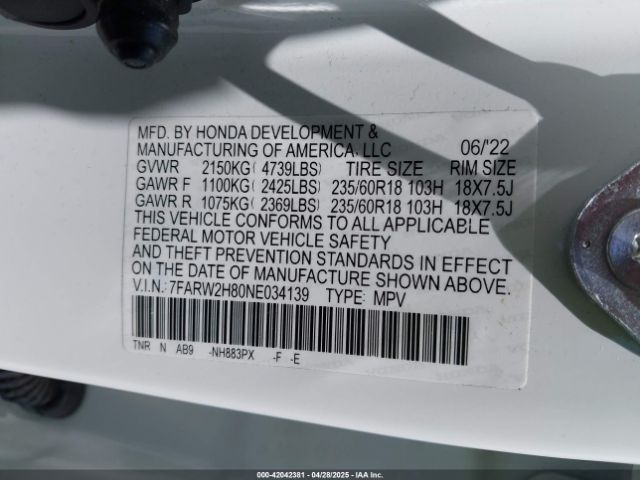 MFD. BY HONDA DEVELOPMENT &
MANUFACTURING OF AMERICA, LLC 06/'22
GVWR 2150KG( 4739LBS) TIRE SIZE RIM SIZE
GAWR F 1100KG( 2425LBS) 235/60R18 103H 18X7.5J
GAWR R 1075KG( 2369LBS) 235/60R18 103H 18X7.5J
THIS VEHICLE CONFORMS TO ALL APPLICABLE
FEDERAL MOTOR VEHICLE SAFETY
AND THEFT PREVENTION STANDARDS IN EFFECT
ON THE DATE OF MANUFACTURE SHOWN ABOVE.
V.I.N.: 7FARW2H80NE034139 TYPE: MPV
TNR N AB9 -NH883PX -F -E
000-42042381 - 04/28/2025 - IAAI.com